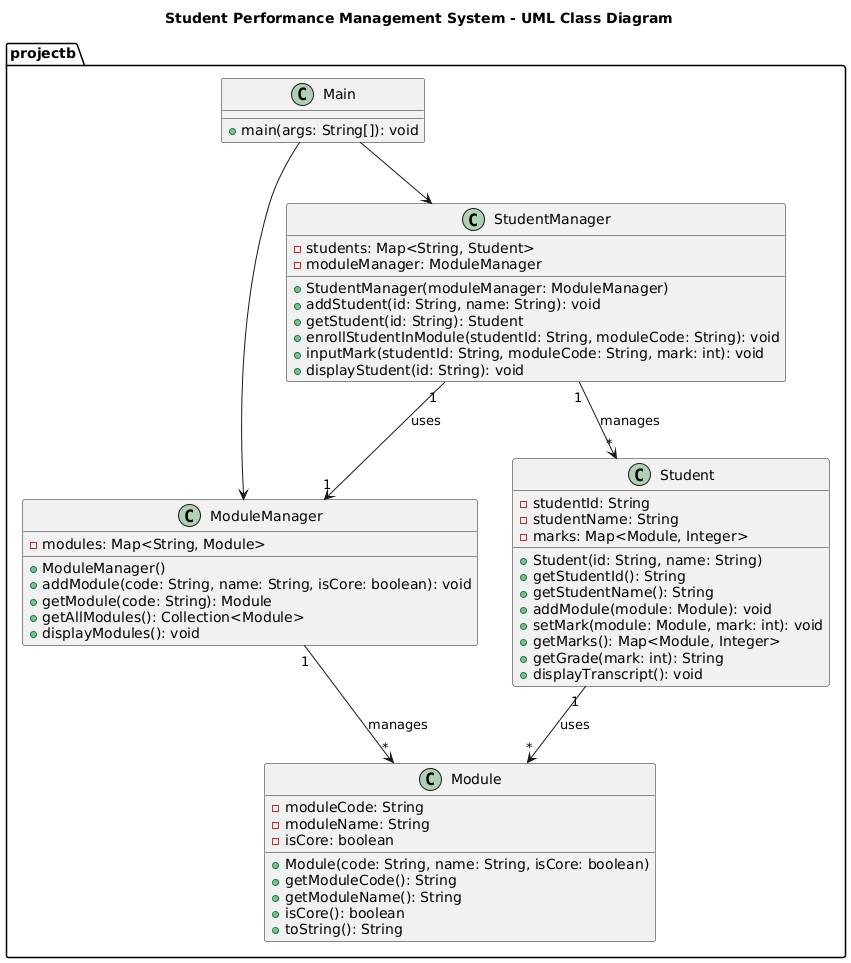 Student Performance Management System - UML Class Diagram
projectb
C Main
main(args: String[]): void
C StudentManager
students: Map<String, Student>
moduleManager: ModuleManager
StudentManager(moduleManager: ModuleManager)
addStudent(id: String, name: String): void
getStudent(id: String): Student
enrollStudentInModule(studentId: String, moduleCode: String): void
inputMark(studentId: String, moduleCode: String, mark: int): void
displayStudent(id: String): void
1
1
uses
manages
1
*
C ModuleManager
modules: Map<String, Module>
ModuleManager()
addModule(code: String, name: String, isCore: boolean): void
getModule(code: String): Module
getAllModules(): Collection<Module>
displayModules(): void
C Student
studentId: String
studentName: String
marks: Map<Module, Integer>
Student(id: String, name: String)
getStudentId(): String
getStudentName(): String
addModule(module: Module): void
setMark(module: Module, mark: int): void
getMarks(): Map<Module, Integer>
getGrade(mark: int): String
displayTranscript(): void
1
1
manages
uses
*
*
C Module
moduleCode: String
moduleName: String
isCore: boolean
Module(code: String, name: String, isCore: boolean)
getModuleCode(): String
getModuleName(): String
isCore(): boolean
toString(): String